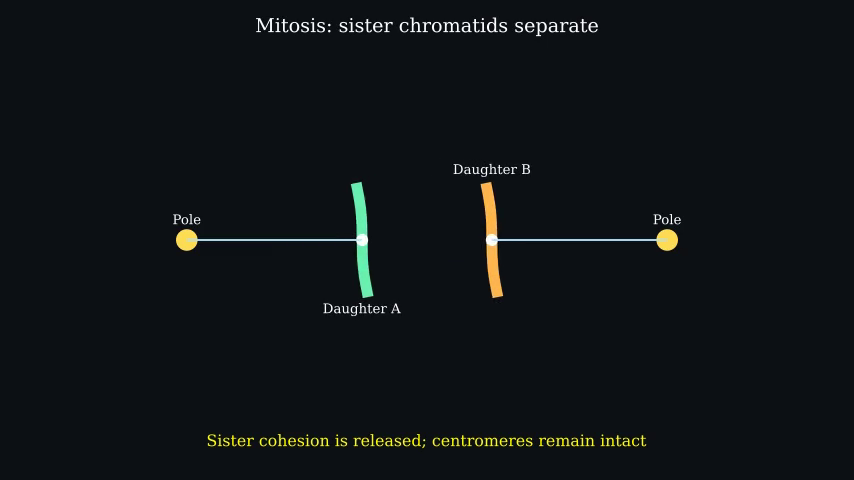 Mitosis: sister chromatids separate
Daughter B
Pole
Pole
Daughter A
Sister cohesion is released; centromeres remain intact